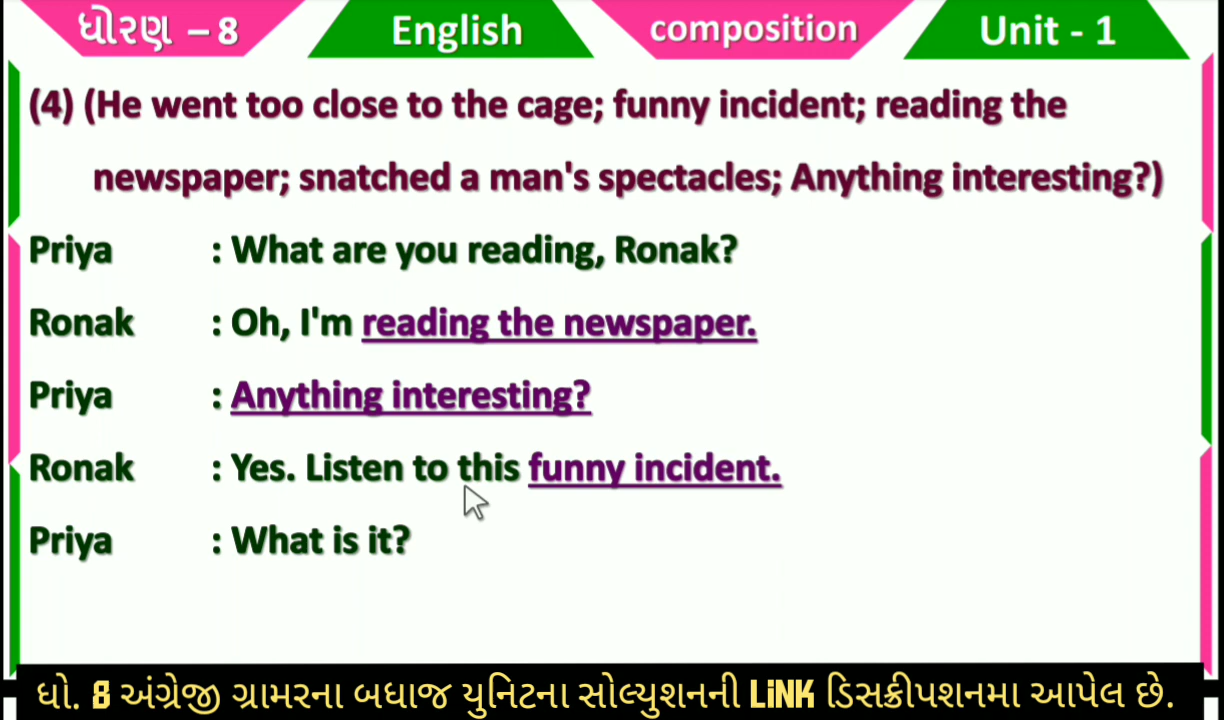 ધોરણ – 8 English composition Unit - 1
(4) (He went too close to the cage; funny incident; reading the
newspaper; snatched a man's spectacles; Anything interesting?)
Priya : What are you reading, Ronak?
Ronak : Oh, I'm reading the newspaper.
Priya : Anything interesting?
Ronak : Yes. Listen to this funny incident.
Priya : What is it?
ધો. 8 અંગ્રેજી ગ્રામરના બધાજ યુનિટના સોલ્યુશનની LiNK ડિસક્રીપશનમા આપેલ છે.